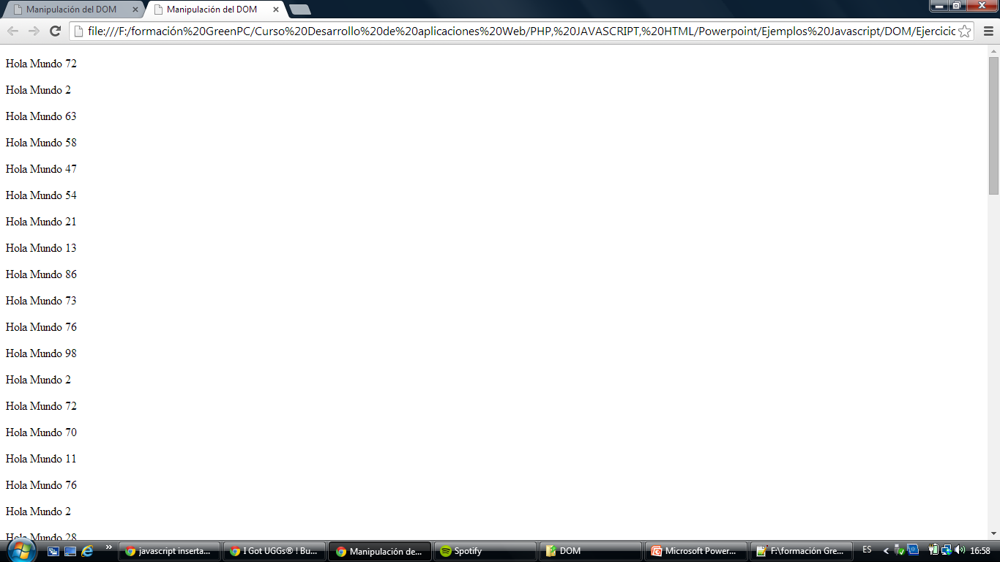 Manipulación del DOM
Manipulación del DOM
file:///F:/formación%20GreenPC/Curso%20Desarrollo%20de%20aplicaciones%20Web/PHP,%20JAVASCRIPT,%20HTML/Powerpoint/Ejemplos%20Javascript/DOM/Ejercicio
Hola Mundo 72
Hola Mundo 2
Hola Mundo 63
Hola Mundo 58
Hola Mundo 47
Hola Mundo 54
Hola Mundo 21
Hola Mundo 13
Hola Mundo 86
Hola Mundo 73
Hola Mundo 76
Hola Mundo 98
Hola Mundo 2
Hola Mundo 72
Hola Mundo 70
Hola Mundo 11
Hola Mundo 76
Hola Mundo 2
Hola Mundo 28
javascript inserta...
I Got UGGs® ! Bu...
Manipulación de...
Spotify
DOM
Microsoft Power...
F:\formación Gre...
ES
16:58